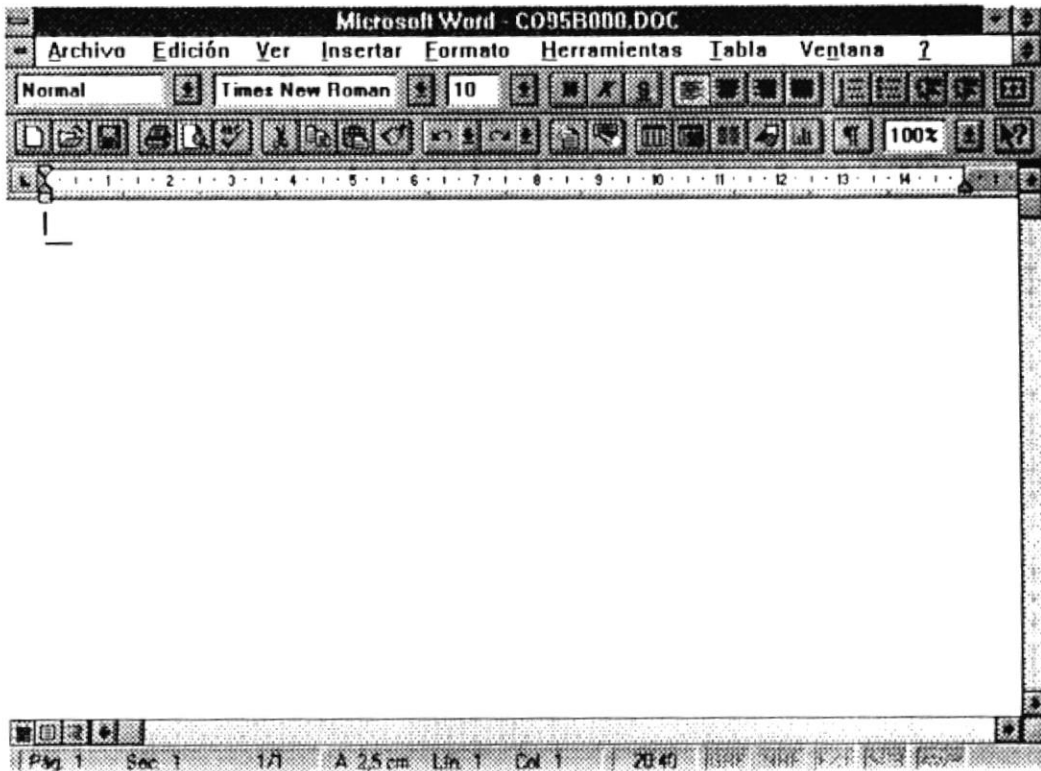 Microsoft Word - CO95B000.DOC
Archivo Edición Ver Insertar Formato Herramientas Tabla Ventana ?
Normal Times New Roman 10 N K S
100% ?
1 2 3 4 5 6 7 8 9 10 11 12 13 14
Pág. 1 Sec. 1 1/1 A 2,5 cm Lín. 1 Col. 1 20:40